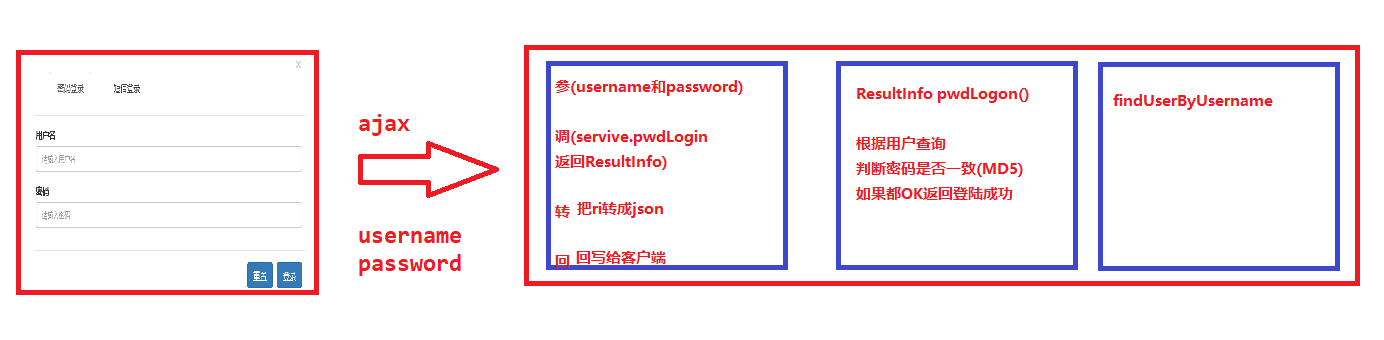 x
密码登录 短信登录
用户名
请输入用户名
密码
请输入密码
重置 登录
ajax
username
password
参(username和password)
调(servive.pwdLogin
返回ResultInfo)
转 把ri转成json
回 回写给客户端
ResultInfo pwdLogon()
根据用户查询
判断密码是否一致(MD5)
如果都OK返回登陆成功
findUserByUsername